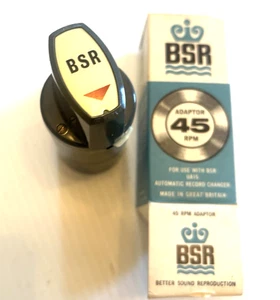 BSR
BSR
ADAPTOR
45
RPM
FOR USE WITH BSR
UA15
AUTOMATIC RECORD CHANGER
MADE IN GREAT BRITAIN
45 RPM ADAPTOR
BSR
BETTER SOUND REPRODUCTION